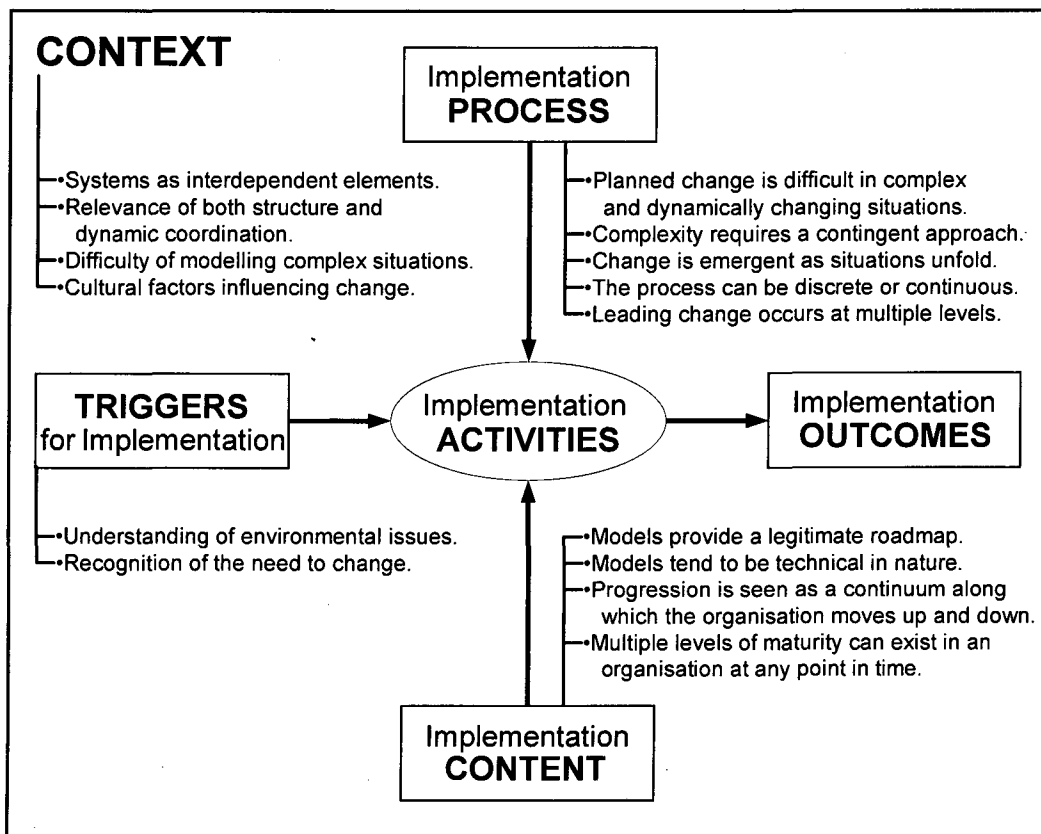 CONTEXT
•Systems as interdependent elements.
•Relevance of both structure and
dynamic coordination.
•Difficulty of modelling complex situations.
•Cultural factors influencing change.
Implementation
PROCESS
•Planned change is difficult in complex
and dynamically changing situations.
•Complexity requires a contingent approach.
•Change is emergent as situations unfold.
•The process can be discrete or continuous.
•Leading change occurs at multiple levels.
TRIGGERS
for Implementation
•Understanding of environmental issues.
•Recognition of the need to change.
Implementation
ACTIVITIES
Implementation
OUTCOMES
•Models provide a legitimate roadmap.
•Models tend to be technical in nature.
•Progression is seen as a continuum along
which the organisation moves up and down.
•Multiple levels of maturity can exist in an
organisation at any point in time.
Implementation
CONTENT